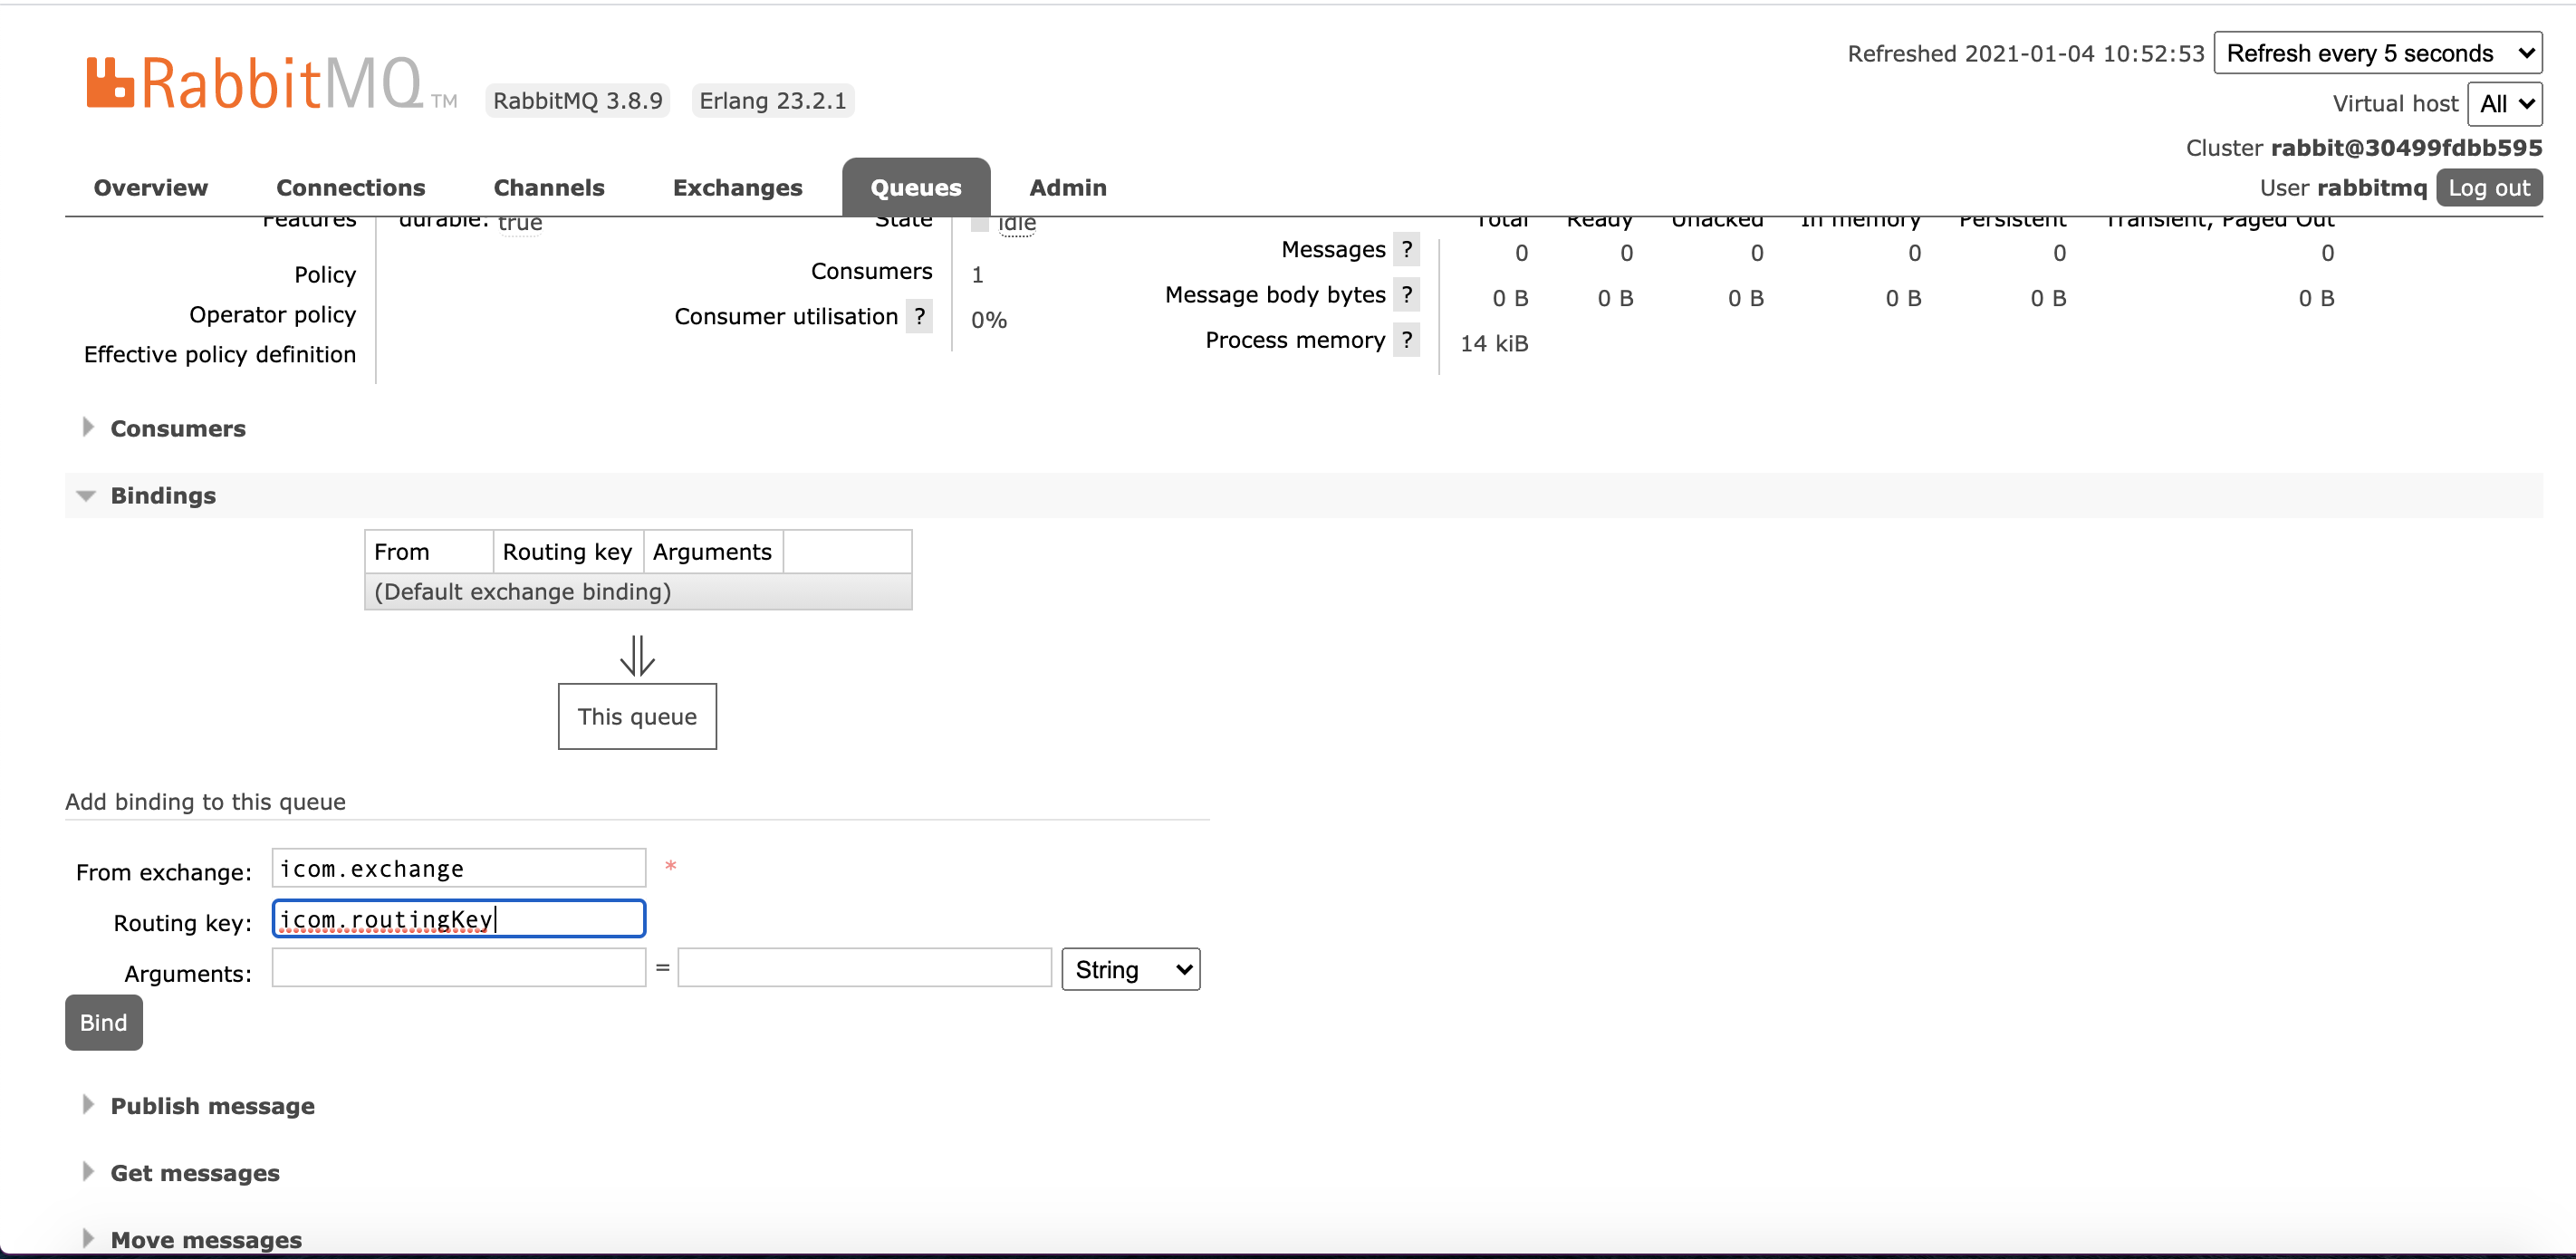 RabbitMQ TM RabbitMQ 3.8.9 Erlang 23.2.1
Refreshed 2021-01-04 10:52:53 Refresh every 5 seconds
Virtual host All
Cluster rabbit@30499fdbb595
User rabbitmq Log out
Overview Connections Channels Exchanges Queues Admin
Features durable: true
Policy
Operator policy
Effective policy definition
State idle
Consumers 1
Consumer utilisation ? 0%
Total Ready Unacked In memory Persistent Transient, Paged Out
Messages ? 0 0 0 0 0 0
Message body bytes ? 0 B 0 B 0 B 0 B 0 B 0 B
Process memory ? 14 kiB
Consumers
Bindings
From Routing key Arguments
(Default exchange binding)
⇓
This queue
Add binding to this queue
From exchange: icom.exchange *
Routing key: icom.routingKey
Arguments: = String
Bind
Publish message
Get messages
Move messages